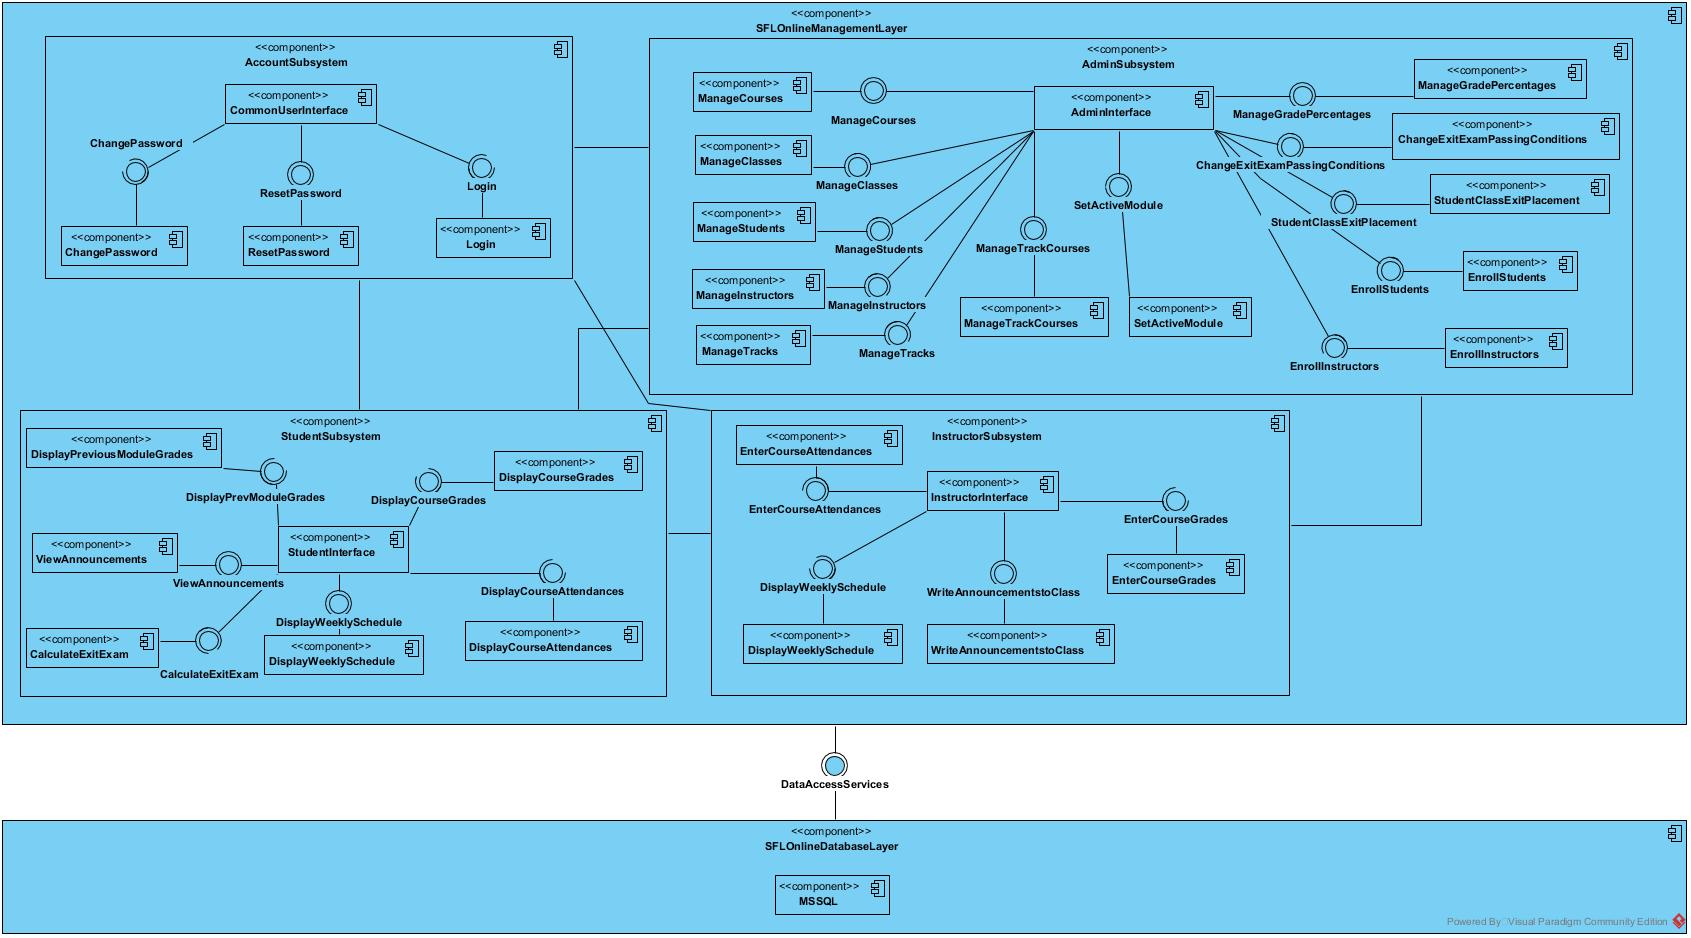 <<component>>
SFLOnlineManagementLayer
<<component>>
AccountSubsystem
<<component>>
CommonUserInterface
ChangePassword
ResetPassword
Login
<<component>>
ChangePassword
<<component>>
ResetPassword
<<component>>
Login
<<component>>
AdminSubsystem
<<component>>
ManageCourses
ManageCourses
<<component>>
AdminInterface
ManageGradePercentages
<<component>>
ManageGradePercentages
<<component>>
ManageClasses
ManageClasses
ChangeExitExamPassingConditions
<<component>>
ChangeExitExamPassingConditions
<<component>>
ManageStudents
ManageStudents
ManageTrackCourses
SetActiveModule
StudentClassExitPlacement
<<component>>
StudentClassExitPlacement
<<component>>
ManageInstructors
ManageInstructors
EnrollStudents
<<component>>
EnrollStudents
<<component>>
ManageTracks
ManageTracks
<<component>>
ManageTrackCourses
<<component>>
SetActiveModule
EnrollInstructors
<<component>>
EnrollInstructors
<<component>>
StudentSubsystem
<<component>>
DisplayPreviousModuleGrades
DisplayPrevModuleGrades
DisplayCourseGrades
<<component>>
DisplayCourseGrades
<<component>>
ViewAnnouncements
ViewAnnouncements
<<component>>
StudentInterface
DisplayCourseAttendances
<<component>>
CalculateExitExam
CalculateExitExam
DisplayWeeklySchedule
<<component>>
DisplayWeeklySchedule
<<component>>
DisplayCourseAttendances
<<component>>
InstructorSubsystem
<<component>>
EnterCourseAttendances
EnterCourseAttendances
<<component>>
InstructorInterface
EnterCourseGrades
<<component>>
EnterCourseGrades
DisplayWeeklySchedule
WriteAnnouncementstoClass
<<component>>
DisplayWeeklySchedule
<<component>>
WriteAnnouncementstoClass
DataAccessServices
<<component>>
SFLOnlineDatabaseLayer
<<component>>
MSSQL
Powered By Visual Paradigm Community Edition